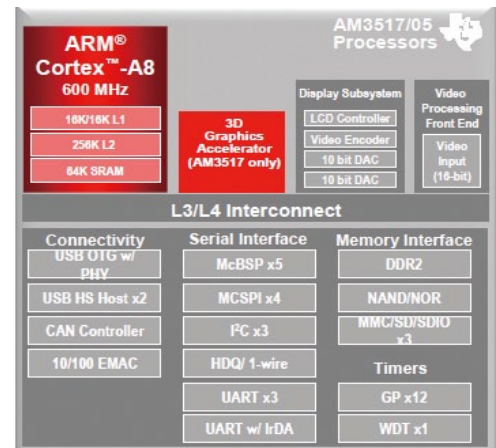 AM3517/05
Processors
ARM®
Cortex™-A8
600 MHz
16K/16K L1
256K L2
64K SRAM
3D
Graphics
Accelerator
(AM3517 only)
Display Subsystem
LCD Controller
Video Encoder
10 bit DAC
10 bit DAC
Video
Processing
Front End
Video
Input
(16-bit)
L3/L4 Interconnect
Connectivity
USB OTG w/
PHY
USB HS Host x2
CAN Controller
10/100 EMAC
Serial Interface
McBSP x5
MCSPI x4
I²C x3
HDQ/ 1-wire
UART x3
UART w/ IrDA
Memory Interface
DDR2
NAND/NOR
MMC/SD/SDIO
x3
Timers
GP x12
WDT x1